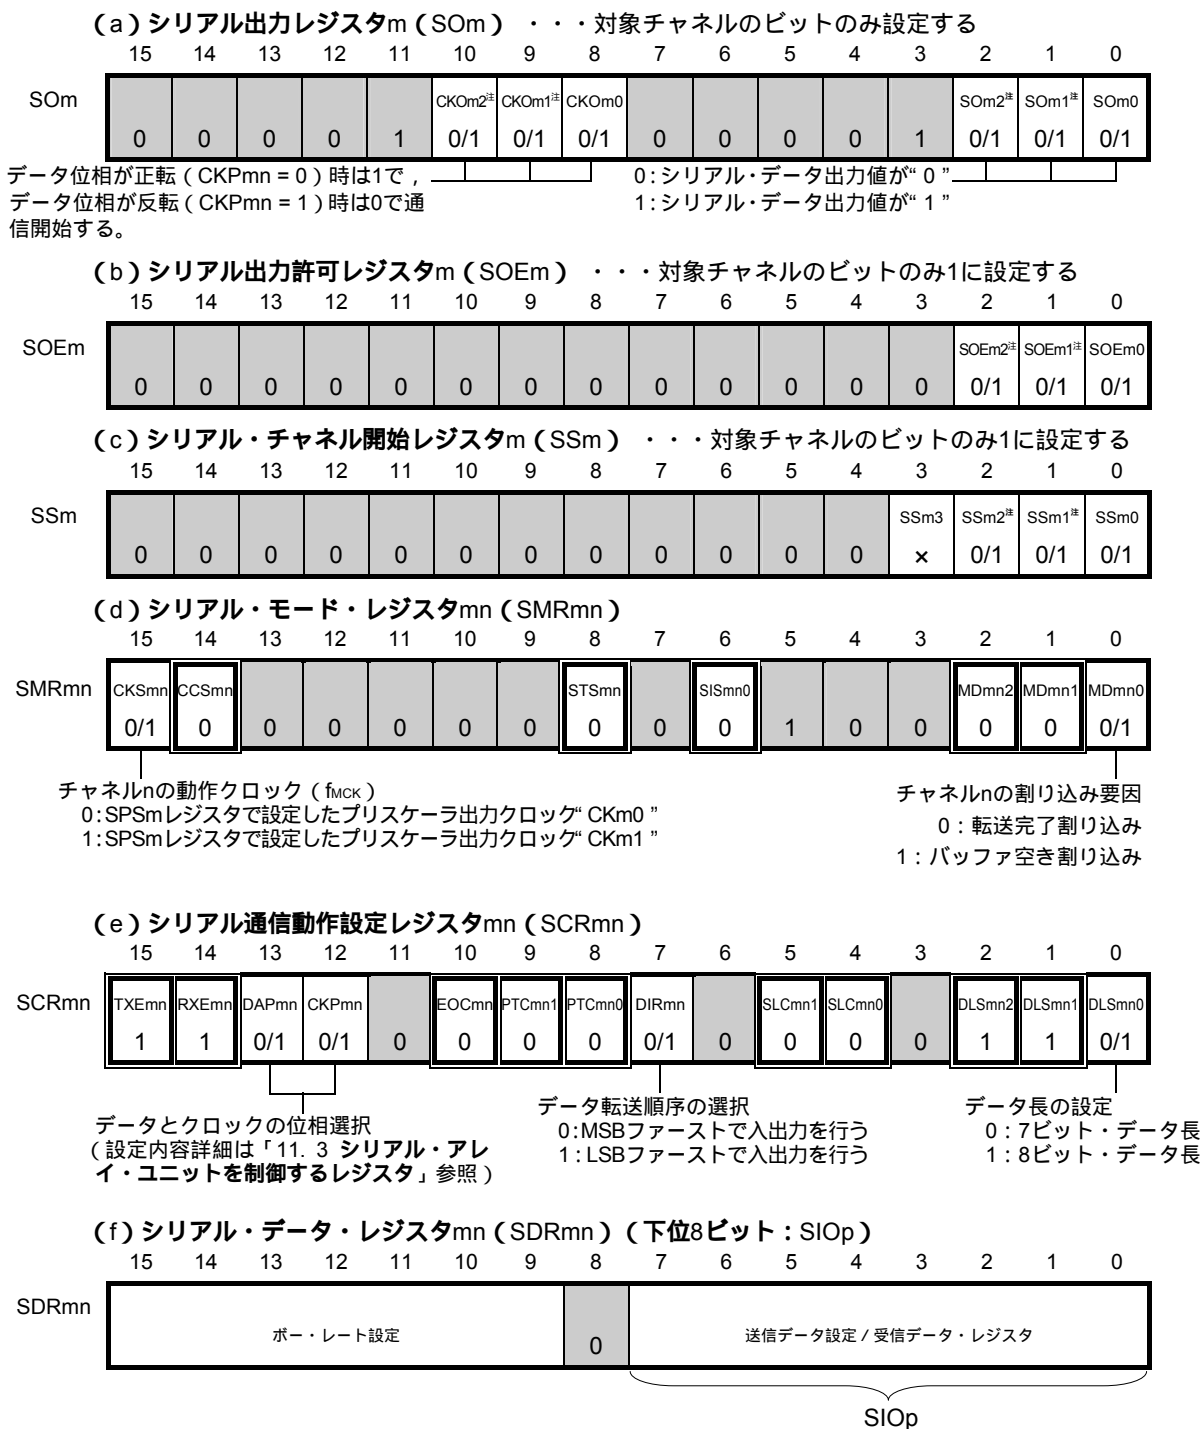 (a)シリアル出力レジスタm(SOm) ・・・対象チャネルのビットのみ設定する
15 14 13 12 11 10 9 8 7 6 5 4 3 2 1 0
SOm
CKOm2注 CKOm1注 CKOm0 SOm2注 SOm1注 SOm0
0 0 0 0 1 0/1 0/1 0/1 0 0 0 0 1 0/1 0/1 0/1
データ位相が正転(CKPmn = 0)時は1で,
データ位相が反転(CKPmn = 1)時は0で通
信開始する。
0:シリアル・データ出力値が“ 0 ”
1:シリアル・データ出力値が“ 1 ”
(b)シリアル出力許可レジスタm(SOEm) ・・・対象チャネルのビットのみ1に設定する
15 14 13 12 11 10 9 8 7 6 5 4 3 2 1 0
SOEm
SOEm2注 SOEm1注 SOEm0
0 0 0 0 0 0 0 0 0 0 0 0 0 0/1 0/1 0/1
(c)シリアル・チャネル開始レジスタm(SSm) ・・・対象チャネルのビットのみ1に設定する
15 14 13 12 11 10 9 8 7 6 5 4 3 2 1 0
SSm
SSm3 SSm2注 SSm1注 SSm0
0 0 0 0 0 0 0 0 0 0 0 0 × 0/1 0/1 0/1
(d)シリアル・モード・レジスタmn(SMRmn)
15 14 13 12 11 10 9 8 7 6 5 4 3 2 1 0
SMRmn
CKSmn CCSmn STSmn SISmn0 MDmn2 MDmn1 MDmn0
0/1 0 0 0 0 0 0 0 0 0 1 0 0 0 0 0/1
チャネルnの動作クロック(fMCK)
0:SPSmレジスタで設定したプリスケーラ出力クロック“ CKm0 ”
1:SPSmレジスタで設定したプリスケーラ出力クロック“ CKm1 ”
チャネルnの割り込み要因
0:転送完了割り込み
1:バッファ空き割り込み
(e)シリアル通信動作設定レジスタmn(SCRmn)
15 14 13 12 11 10 9 8 7 6 5 4 3 2 1 0
SCRmn
TXEmn RXEmn DAPmn CKPmn EOCmn PTCmn1 PTCmn0 DIRmn SLCmn1 SLCmn0 DLSmn2 DLSmn1 DLSmn0
1 1 0/1 0/1 0 0 0 0 0/1 0 0 0 0 1 1 0/1
データとクロックの位相選択
(設定内容詳細は「11. 3 シリアル・アレ
イ・ユニットを制御するレジスタ」参照)
データ転送順序の選択
0:MSBファーストで入出力を行う
1:LSBファーストで入出力を行う
データ長の設定
0:7ビット・データ長
1:8ビット・データ長
(f)シリアル・データ・レジスタmn(SDRmn)(下位8ビット:SIOp)
15 14 13 12 11 10 9 8 7 6 5 4 3 2 1 0
SDRmn
ボー・レート設定
0
送信データ設定/受信データ・レジスタ
SIOp